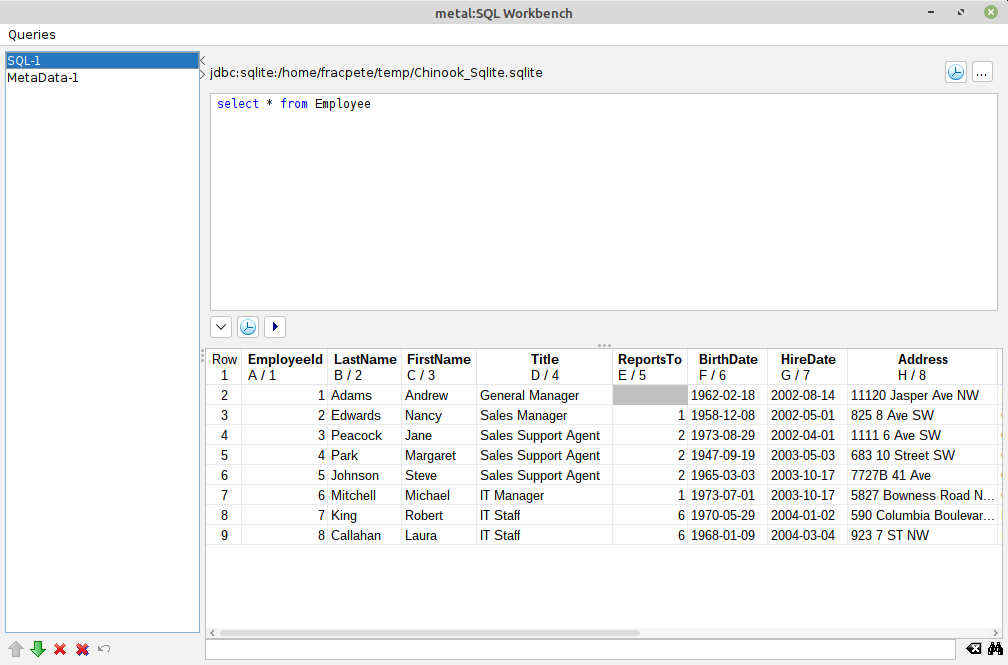 metal:SQL Workbench
Queries
SQL-1
MetaData-1
jdbc:sqlite:/home/fracpete/temp/Chinook_Sqlite.sqlite
...
select * from Employee
Row EmployeeId LastName FirstName Title ReportsTo BirthDate HireDate Address
1 A / 1 B / 2 C / 3 D / 4 E / 5 F / 6 G / 7 H / 8
2 1 Adams Andrew General Manager 1962-02-18 2002-08-14 11120 Jasper Ave NW
3 2 Edwards Nancy Sales Manager 1 1958-12-08 2002-05-01 825 8 Ave SW
4 3 Peacock Jane Sales Support Agent 2 1973-08-29 2002-04-01 1111 6 Ave SW
5 4 Park Margaret Sales Support Agent 2 1947-09-19 2003-05-03 683 10 Street SW
6 5 Johnson Steve Sales Support Agent 2 1965-03-03 2003-10-17 7727B 41 Ave
7 6 Mitchell Michael IT Manager 1 1973-07-01 2003-10-17 5827 Bowness Road N...
8 7 King Robert IT Staff 6 1970-05-29 2004-01-02 590 Columbia Boulevar...
9 8 Callahan Laura IT Staff 6 1968-01-09 2004-03-04 923 7 ST NW